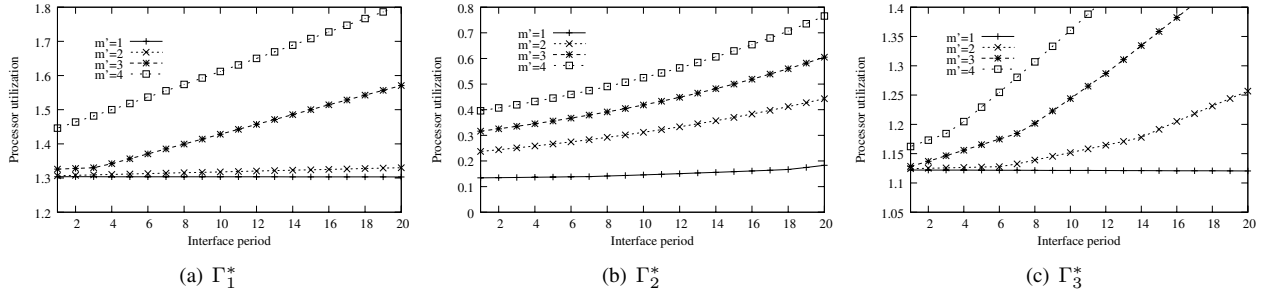 1.8
1.7
1.6
1.5
1.4
1.3
1.2
Processor utilization
m'=1
m'=2
m'=3
m'=4
2 4 6 8 10 12 14 16 18 20
Interface period
(a) Γ₁*
0.8
0.7
0.6
0.5
0.4
0.3
0.2
0.1
0
Processor utilization
m'=1
m'=2
m'=3
m'=4
2 4 6 8 10 12 14 16 18 20
Interface period
(b) Γ₂*
1.4
1.35
1.3
1.25
1.2
1.15
1.1
1.05
Processor utilization
m'=1
m'=2
m'=3
m'=4
2 4 6 8 10 12 14 16 18 20
Interface period
(c) Γ₃*